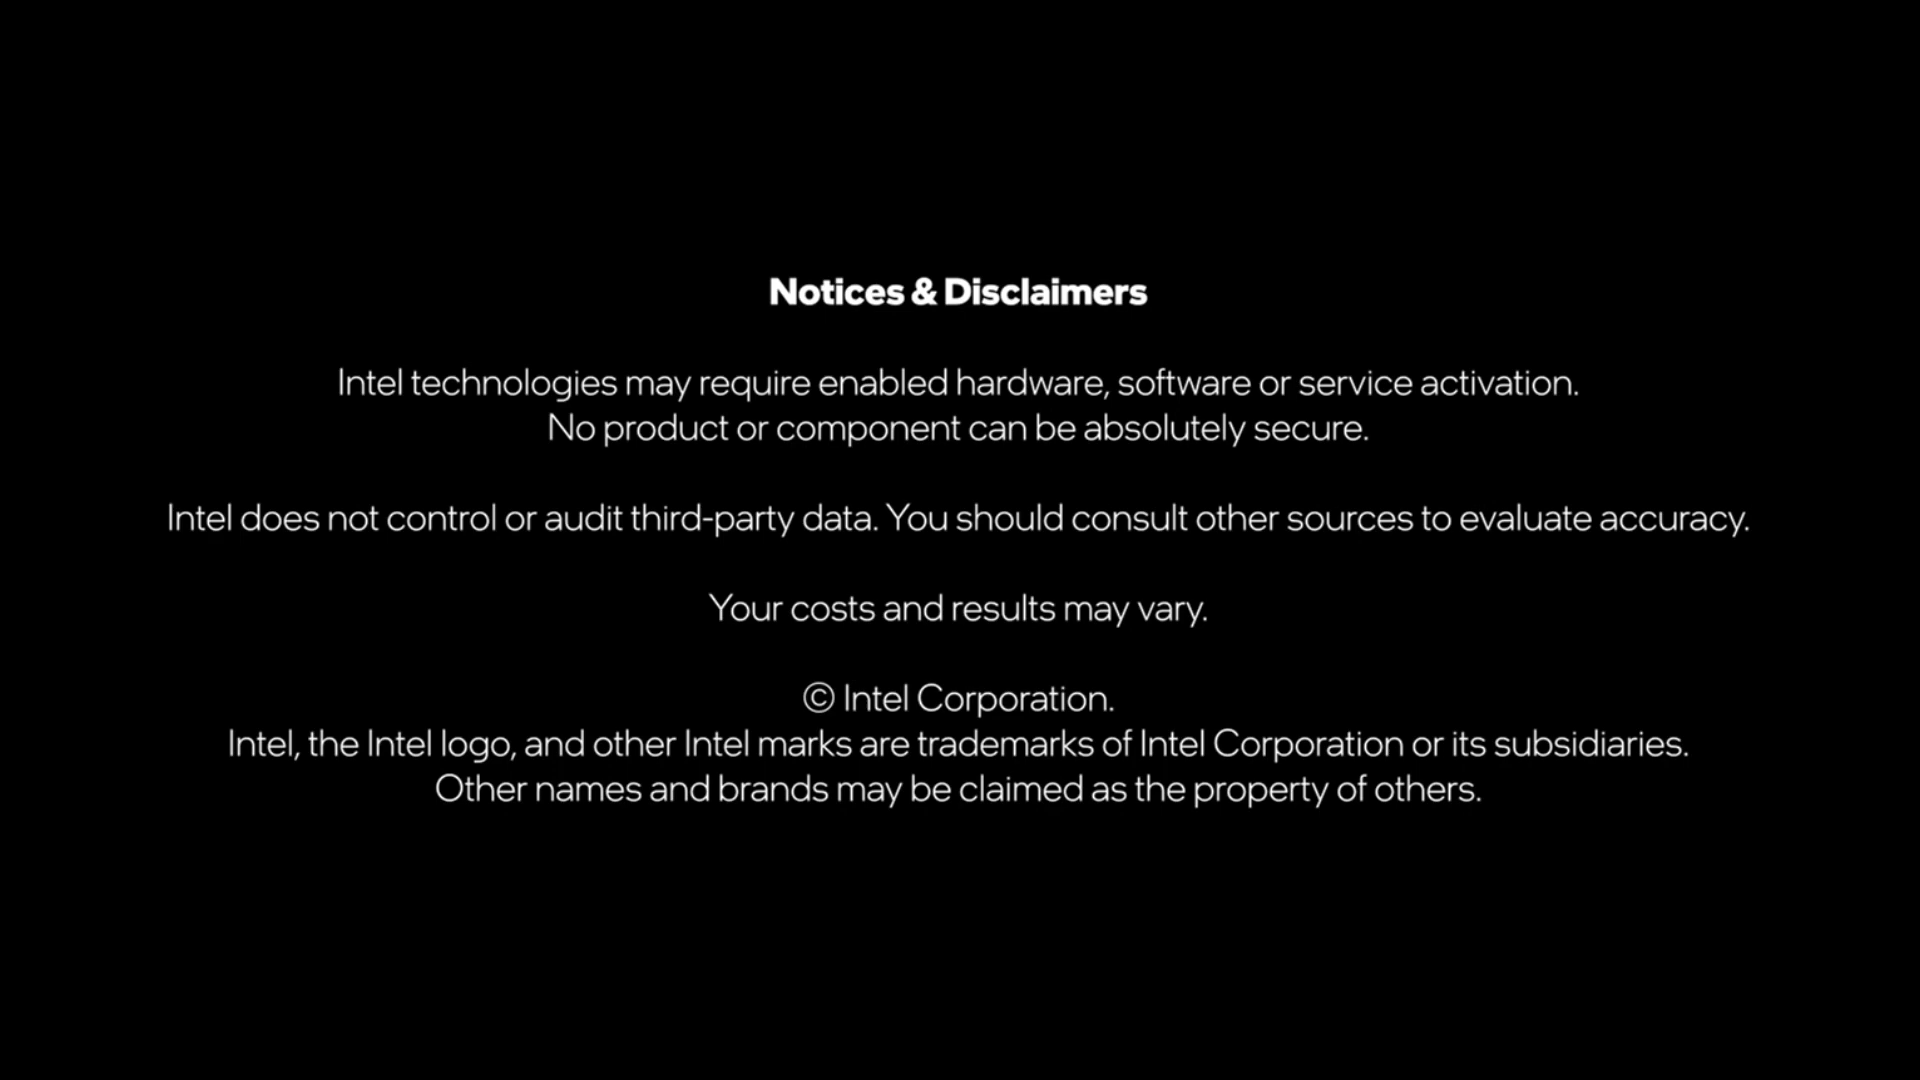 Notices & Disclaimers
Intel technologies may require enabled hardware, software or service activation.
No product or component can be absolutely secure.
Intel does not control or audit third-party data. You should consult other sources to evaluate accuracy.
Your costs and results may vary.
© Intel Corporation.
Intel, the Intel logo, and other Intel marks are trademarks of Intel Corporation or its subsidiaries.
Other names and brands may be claimed as the property of others.